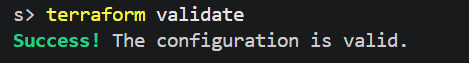 s> terraform validate
Success! The configuration is valid.